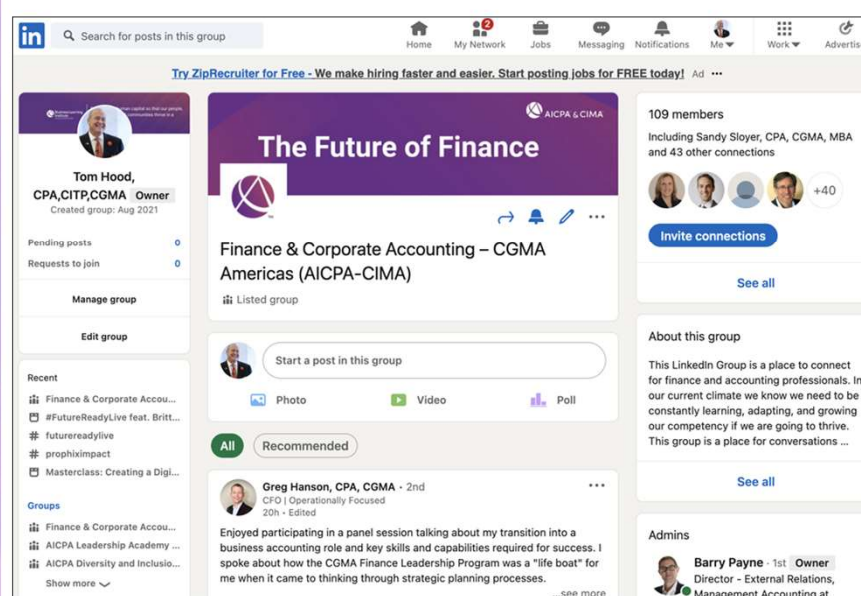 in
Search for posts in this group
Home
2
My Network
Jobs
Messaging
Notifications
Me
Work
Advertis
Try ZipRecruiter for Free - We make hiring faster and easier. Start posting jobs for FREE today! Ad
Tom Hood,
CPA,CITP,CGMA Owner
Created group: Aug 2021
Pending posts 0
Requests to join 0
Manage group
Edit group
Recent
Finance & Corporate Accou...
#FutureReadyLive feat. Britt...
# futurereadylive
# prophiximpact
Masterclass: Creating a Digi...
Groups
Finance & Corporate Accou...
AICPA Leadership Academy ...
AICPA Diversity and Inclusio...
Show more
AICPA & CIMA
The Future of Finance
Finance & Corporate Accounting – CGMA
Americas (AICPA-CIMA)
Listed group
Start a post in this group
Photo
Video
Poll
All
Recommended
Greg Hanson, CPA, CGMA • 2nd
CFO | Operationally Focused
20h • Edited
Enjoyed participating in a panel session talking about my transition into a
business accounting role and key skills and capabilities required for success. I
spoke about how the CGMA Finance Leadership Program was a "life boat" for
me when it came to thinking through strategic planning processes.
...see more
109 members
Including Sandy Sloyer, CPA, CGMA, MBA
and 43 other connections
+40
Invite connections
See all
About this group
This LinkedIn Group is a place to connect
for finance and accounting professionals. In
our current climate we know we need to be
constantly learning, adapting, and growing
our competency if we are going to thrive.
This group is a place for conversations ...
See all
Admins
Barry Payne • 1st Owner
Director - External Relations,
Management Accounting at